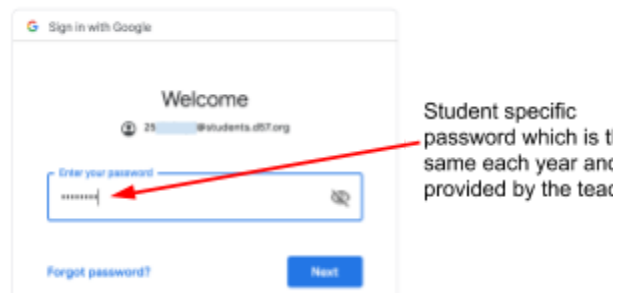 Sign in with Google
Welcome
25 @students.d57.org
Enter your password
Forgot password?
Next
Student specific
password which is t
same each year and
provided by the tea